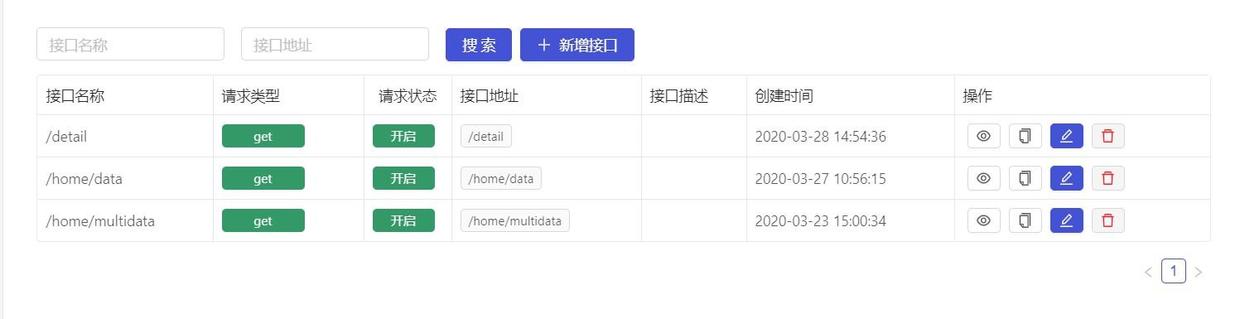 接口名称 接口地址 搜 索 新增接口
接口名称 请求类型 请求状态 接口地址 接口描述 创建时间 操作
/detail get 开启 /detail 2020-03-28 14:54:36
/home/data get 开启 /home/data 2020-03-27 10:56:15
/home/multidata get 开启 /home/multidata 2020-03-23 15:00:34
1